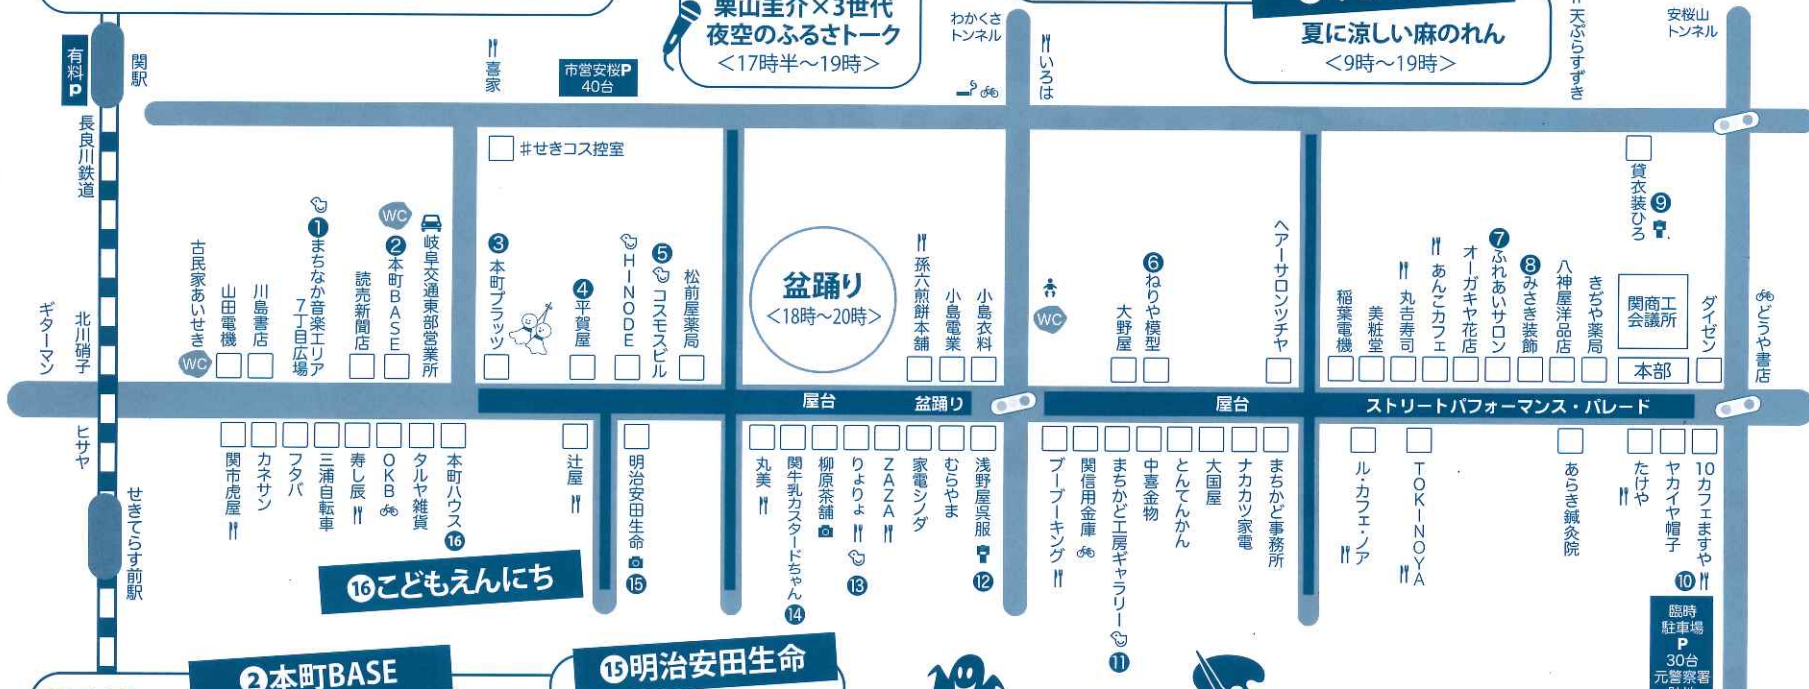 栗山圭介×3世代
夜空のふるさトーク
<17時半～19時>
夏に涼しい麻のれん
<9時～19時>
わかくさ
トンネル
安桜山
トンネル
有料P
関駅
長良川鉄道
喜家
市営安桜P
40台
いろは
天ぷらすずき
♯せきコス控室
貸衣装ひろ
9
ギターマン
北川硝子
古民家あいせき
WC
山田電機
川島書店
1まちなか音楽エリア
7丁目広場
読売新聞店
WC
2本町BASE
岐阜交通東部営業所
3本町プラッツ
4平賀屋
HINODE
5コスモスビル
松前屋薬局
盆踊り
<18時～20時>
孫六煎餅本舗
小島電業
小島衣料
WC
大野屋
6ねりや模型
ヘアーサロンツチヤ
稲葉電機
美粧堂
丸𠮷寿司
あんこカフェ
オーガキヤ花店
7ふれあいサロン
8みさき装飾
八神屋洋品店
きぢや薬局
関商工
会議所
本部
ダイゼン
どうや書店
屋台
盆踊り
屋台
ストリートパフォーマンス・パレード
ヒサヤ
せきてらす前駅
関市虎屋
カネサン
フタバ
三浦自転車
寿し辰
OKB
タルヤ雑貨
本町ハウス16
辻屋
明治安田生命
15
丸美
関牛乳カスタードちゃん
14
柳原茶舗
りょりょ
13
ZAZA
家電シノダ
むらやま
浅野屋呉服
12
ブーブーキング
関信用金庫
まちかど工房ギャラリー
11
中喜金物
とんてんかん
大国屋
ナカカツ家電
まちかど事務所
ル・カフェ・ノア
TOKINOYA
あらき鍼灸院
たけや
ヤカイヤ帽子
10カフェますや
10
臨時
駐車場
P
30台
元警察署
16こどもえんにち
2本町BASE
15明治安田生命